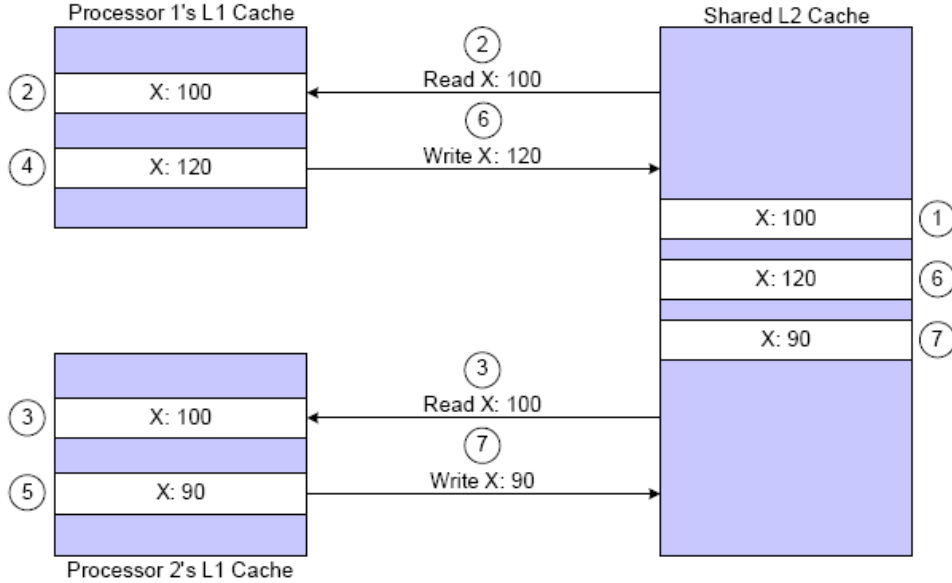 Processor 1's L1 Cache
Shared L2 Cache
2
Read X: 100
2
X: 100
6
Write X: 120
4
X: 120
X: 100
1
X: 120
6
X: 90
7
3
Read X: 100
3
X: 100
7
Write X: 90
5
X: 90
Processor 2's L1 Cache